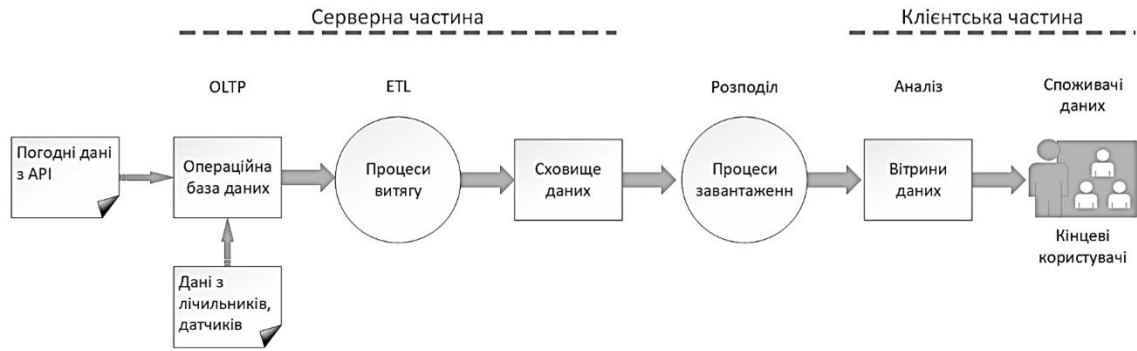 Серверна частина
Клієнтська частина
OLTP
ETL
Розподіл
Аналіз
Споживачі
даних
Погодні дані
з API
Операційна
база даних
Процеси
витягу
Сховище
даних
Процеси
завантаженн
Вітрини
даних
Кінцеві
користувачі
Дані з
лічильників,
датчиків